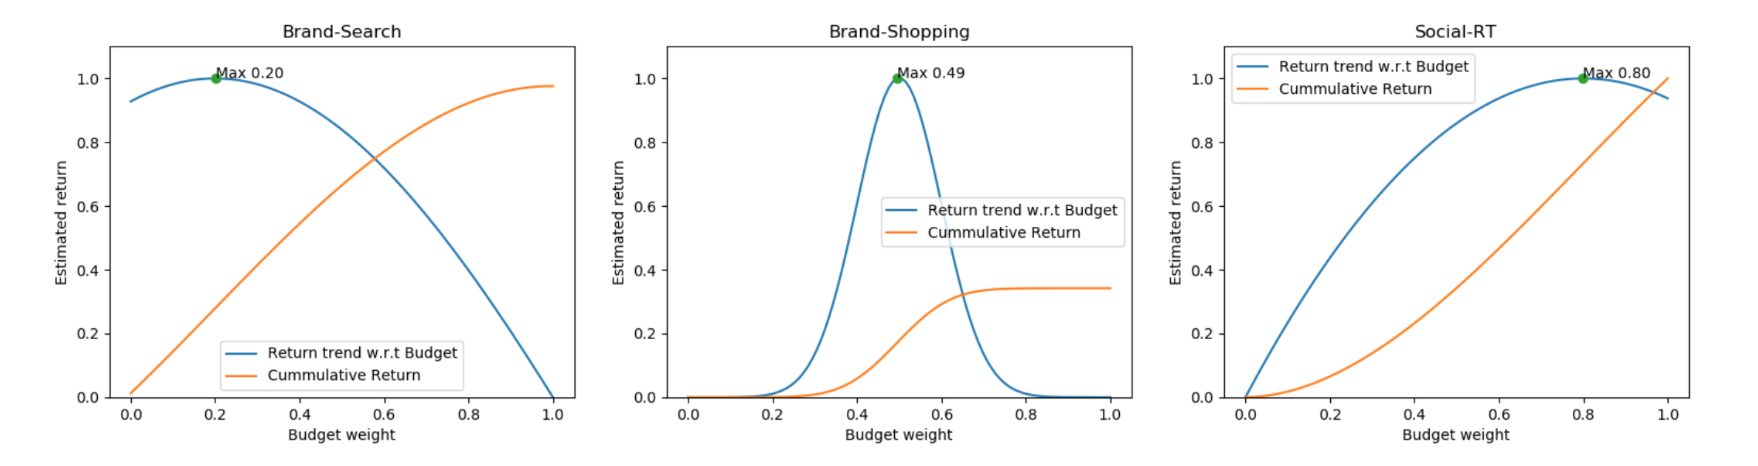 Brand-Search
Max 0.20
1.0
0.8
0.6
0.4
0.2
0.0
Estimated return
Return trend w.r.t Budget
Cummulative Return
0.0 0.2 0.4 0.6 0.8 1.0
Budget weight
Brand-Shopping
Max 0.49
1.0
0.8
0.6
0.4
0.2
0.0
Estimated return
Return trend w.r.t Budget
Cummulative Return
0.0 0.2 0.4 0.6 0.8 1.0
Budget weight
Social-RT
Return trend w.r.t Budget
Cummulative Return
Max 0.80
1.0
0.8
0.6
0.4
0.2
0.0
Estimated return
0.0 0.2 0.4 0.6 0.8 1.0
Budget weight